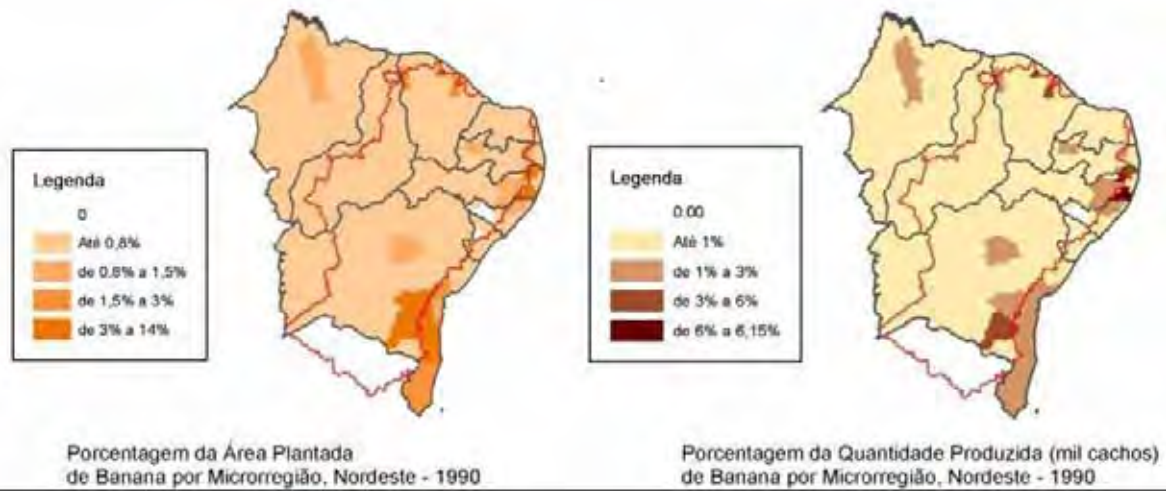 Legenda
0
Até 0,8%
de 0,8% a 1,5%
de 1,5% a 3%
de 3% a 14%
Porcentagem da Área Plantada
de Banana por Microrregião, Nordeste - 1990
Legenda
0.00
Até 1%
de 1% a 3%
de 3% a 6%
de 6% a 6,15%
Porcentagem da Quantidade Produzida (mil cachos)
de Banana por Microrregião, Nordeste - 1990